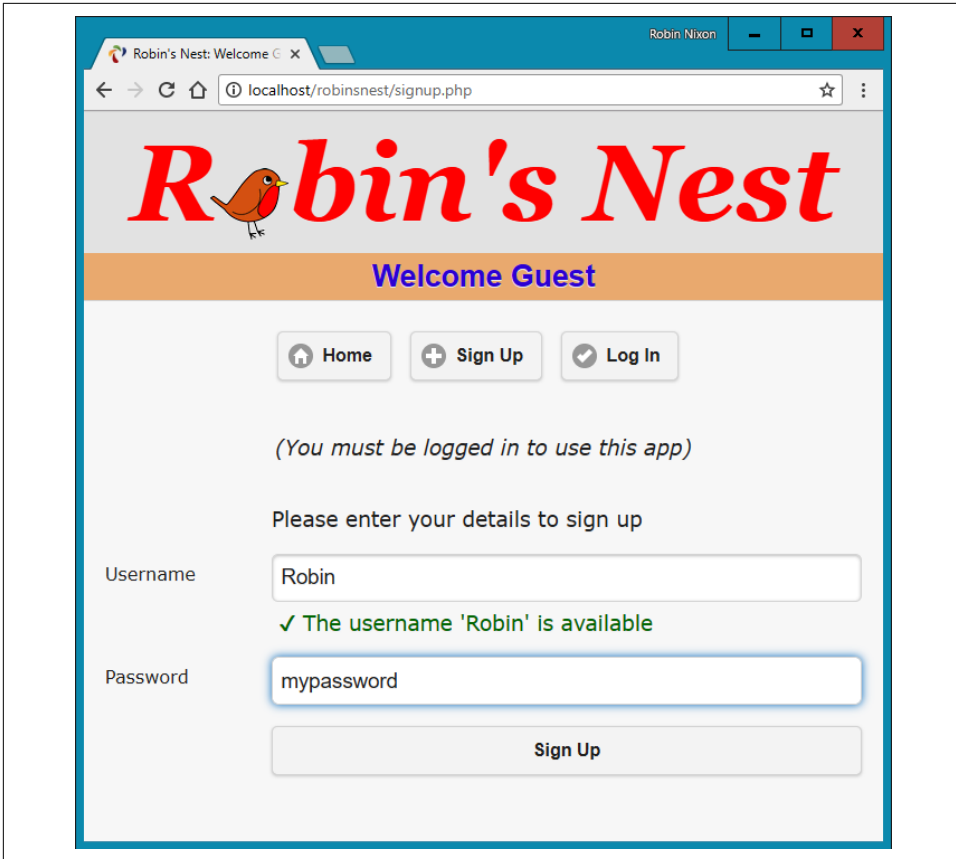 Robin Nixon
Robin's Nest: Welcome G
localhost/robinsnest/signup.php
Robin's Nest
Welcome Guest
Home Sign Up Log In
(You must be logged in to use this app)
Please enter your details to sign up
Username Robin
✓ The username 'Robin' is available
Password mypassword
Sign Up